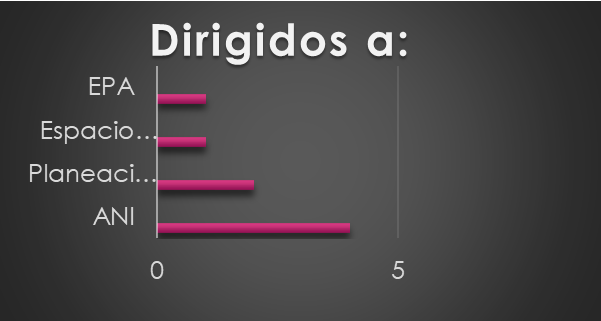 Dirigidos a:
EPA
Espacio...
Planeaci...
ANI
0 5